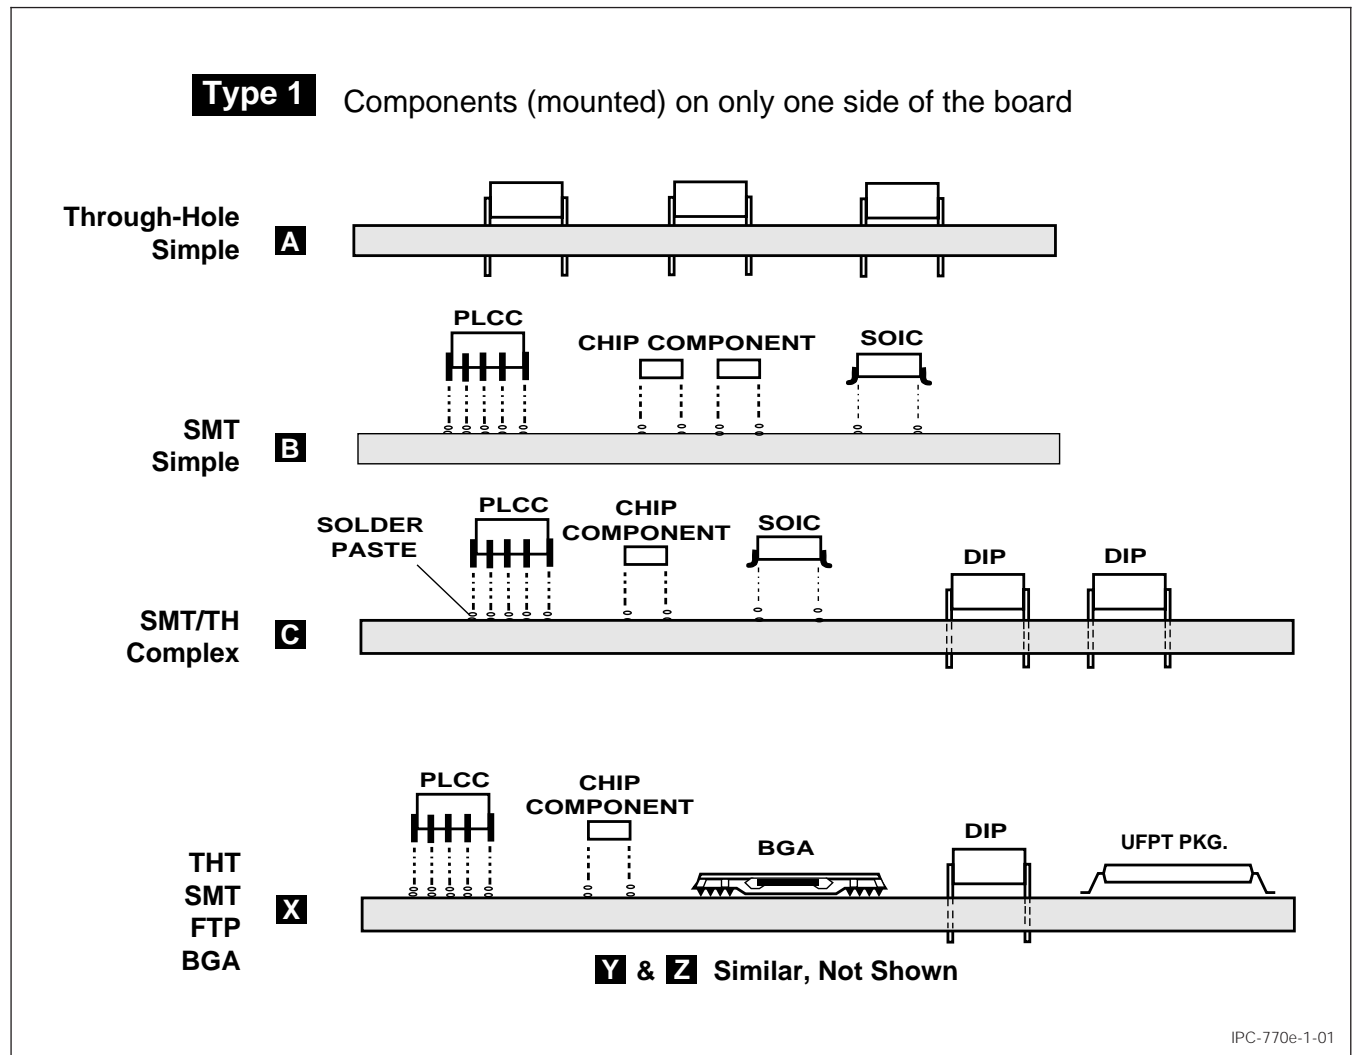 Type 1 Components (mounted) on only one side of the board
Through-Hole
Simple
A
PLCC
CHIP COMPONENT
SOIC
SMT
Simple
B
SOLDER
PASTE
PLCC
CHIP
COMPONENT
SOIC
DIP
DIP
SMT/TH
Complex
C
PLCC
CHIP
COMPONENT
BGA
DIP
UFPT PKG.
THT
SMT
FTP
BGA
X
Y & Z Similar, Not Shown
IPC-770e-1-01